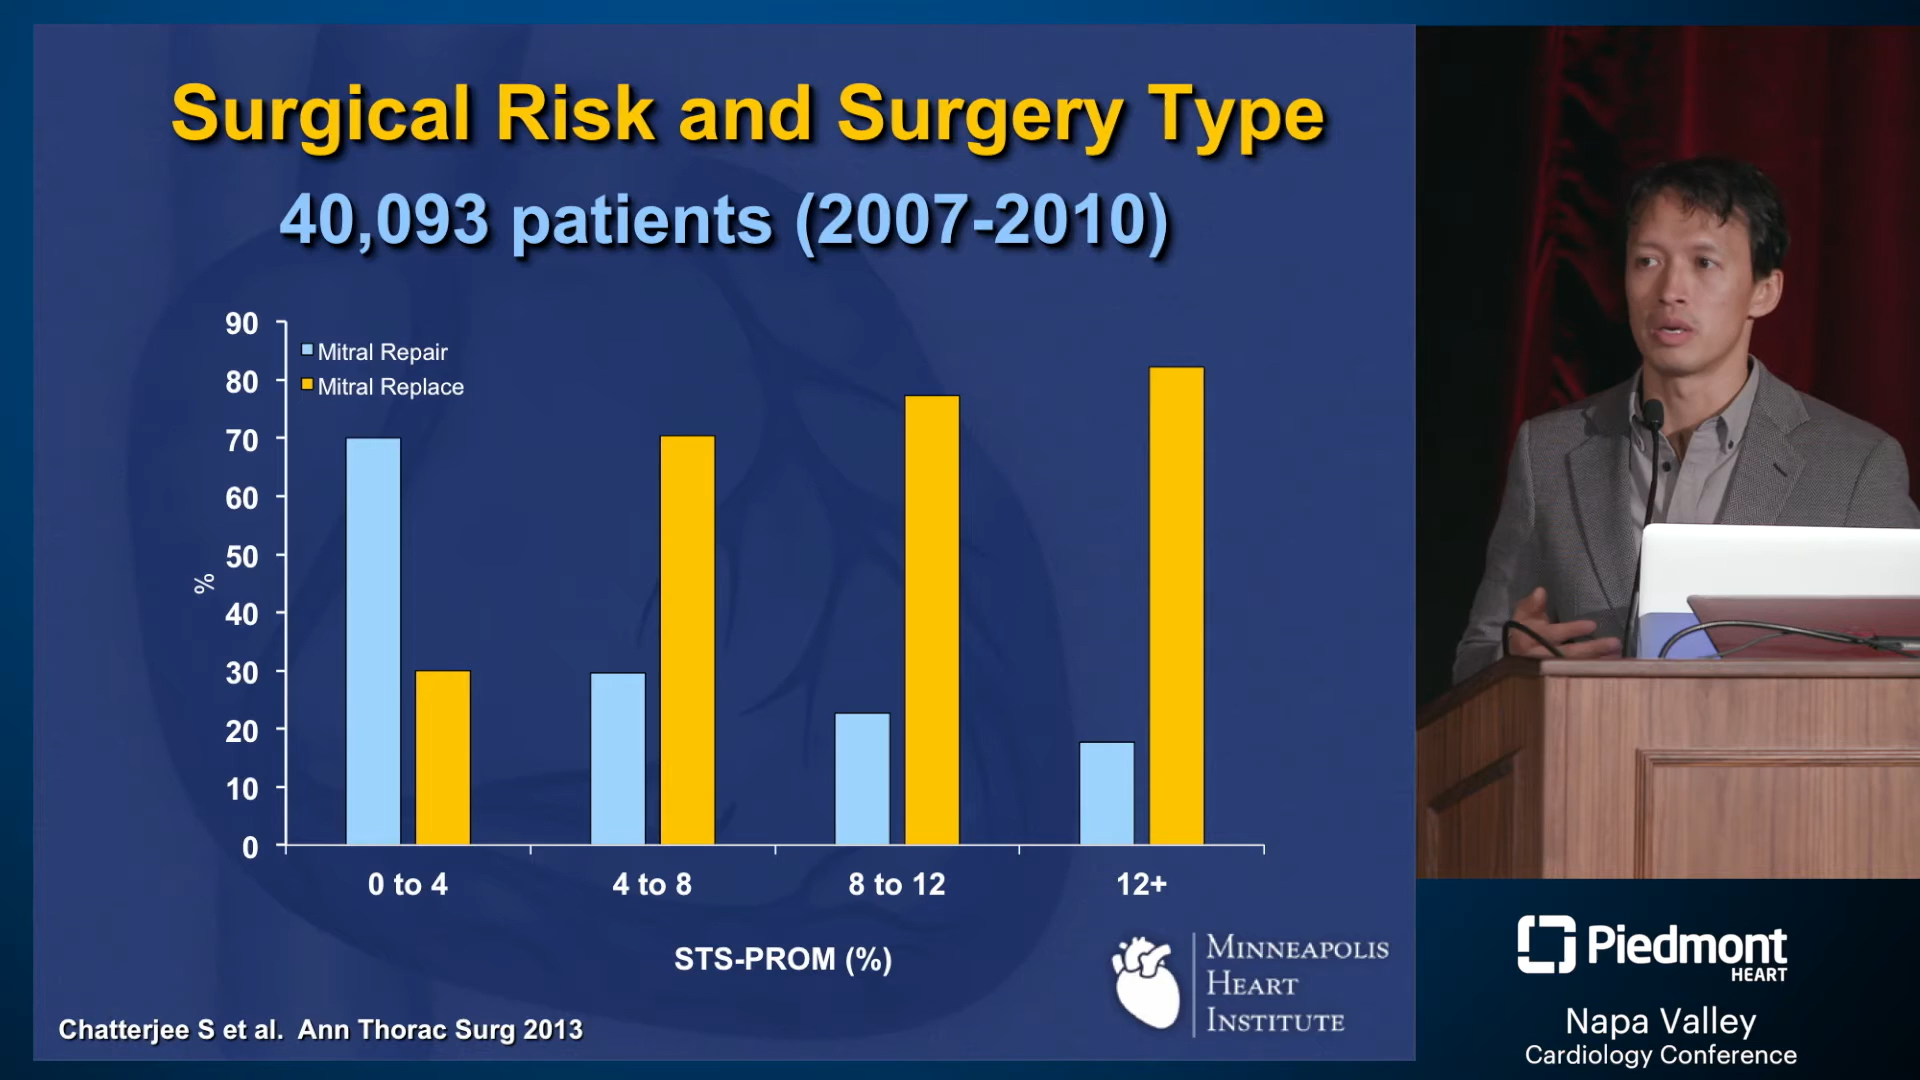 Surgical Risk and Surgery Type
40,093 patients (2007-2010)
90
80
70
60
50
40
30
20
10
0
%
Mitral Repair
Mitral Replace
0 to 4
4 to 8
8 to 12
12+
STS-PROM (%)
Chatterjee S et al. Ann Thorac Surg 2013
MINNEAPOLIS
HEART
INSTITUTE
Piedmont
HEART
Napa Valley
Cardiology Conference